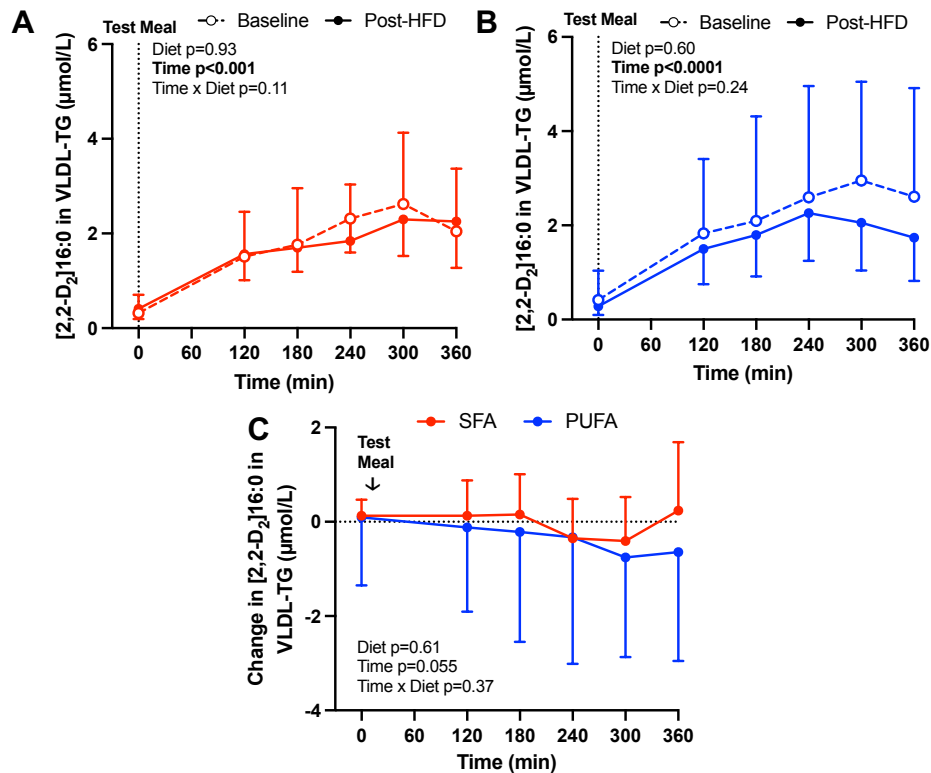 A
Test Meal
Baseline
Post-HFD
Diet p=0.93
Time p<0.001
Time x Diet p=0.11
[2,2-D₂]16:0 in VLDL-TG (µmol/L)
6
4
2
0
0 60 120 180 240 300 360
Time (min)
B
Test Meal
Baseline
Post-HFD
Diet p=0.60
Time p<0.0001
Time x Diet p=0.24
[2,2-D₂]16:0 in VLDL-TG (µmol/L)
6
4
2
0
0 60 120 180 240 300 360
Time (min)
C
SFA
PUFA
Test
Meal
Change in [2,2-D₂]16:0 in
VLDL-TG (µmol/L)
2
0
-2
-4
Diet p=0.61
Time p=0.055
Time x Diet p=0.37
0 60 120 180 240 300 360
Time (min)